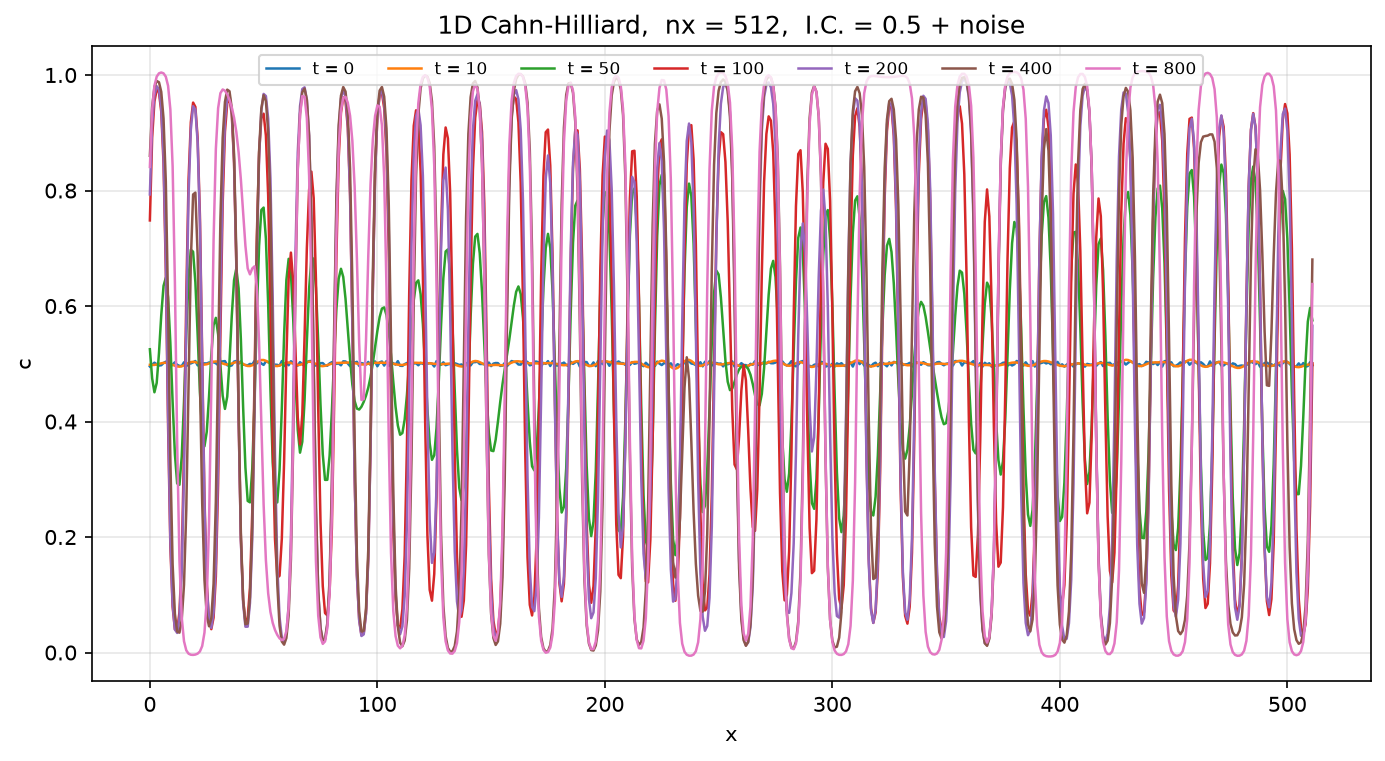 1D Cahn-Hilliard,  nx = 512,  I.C. = 0.5 + noise
t = 0 t = 10 t = 50 t = 100 t = 200 t = 400 t = 800
1.0
0.8
0.6
0.4
0.2
0.0
c
0 100 200 300 400 500
x